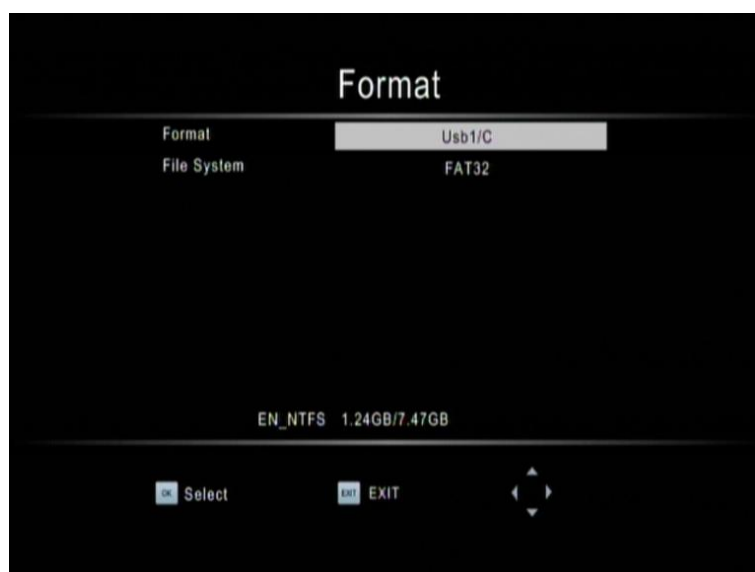 Format
Format Usb1/C
File System FAT32
EN_NTFS 1.24GB/7.47GB
OK Select EXIT EXIT